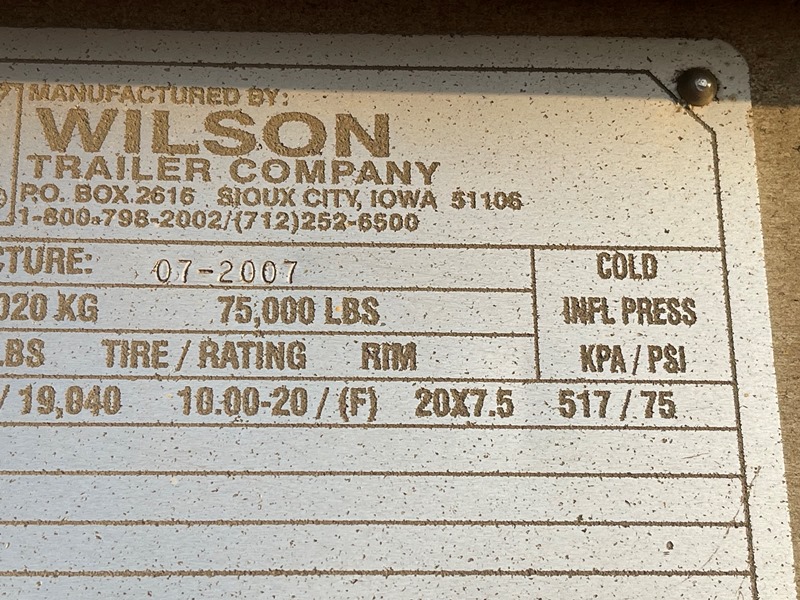 MANUFACTURED BY:
WILSON
TRAILER COMPANY
P.O. BOX 2616 SIOUX CITY, IOWA 51106
1-800-798-2002/(712)252-6500
CTURE: 07-2007
COLD
020 KG 75,000 LBS
INFL PRESS
LBS TIRE / RATING RIM
KPA / PSI
/ 19,040 10.00-20 / (F) 20X7.5 517 / 75